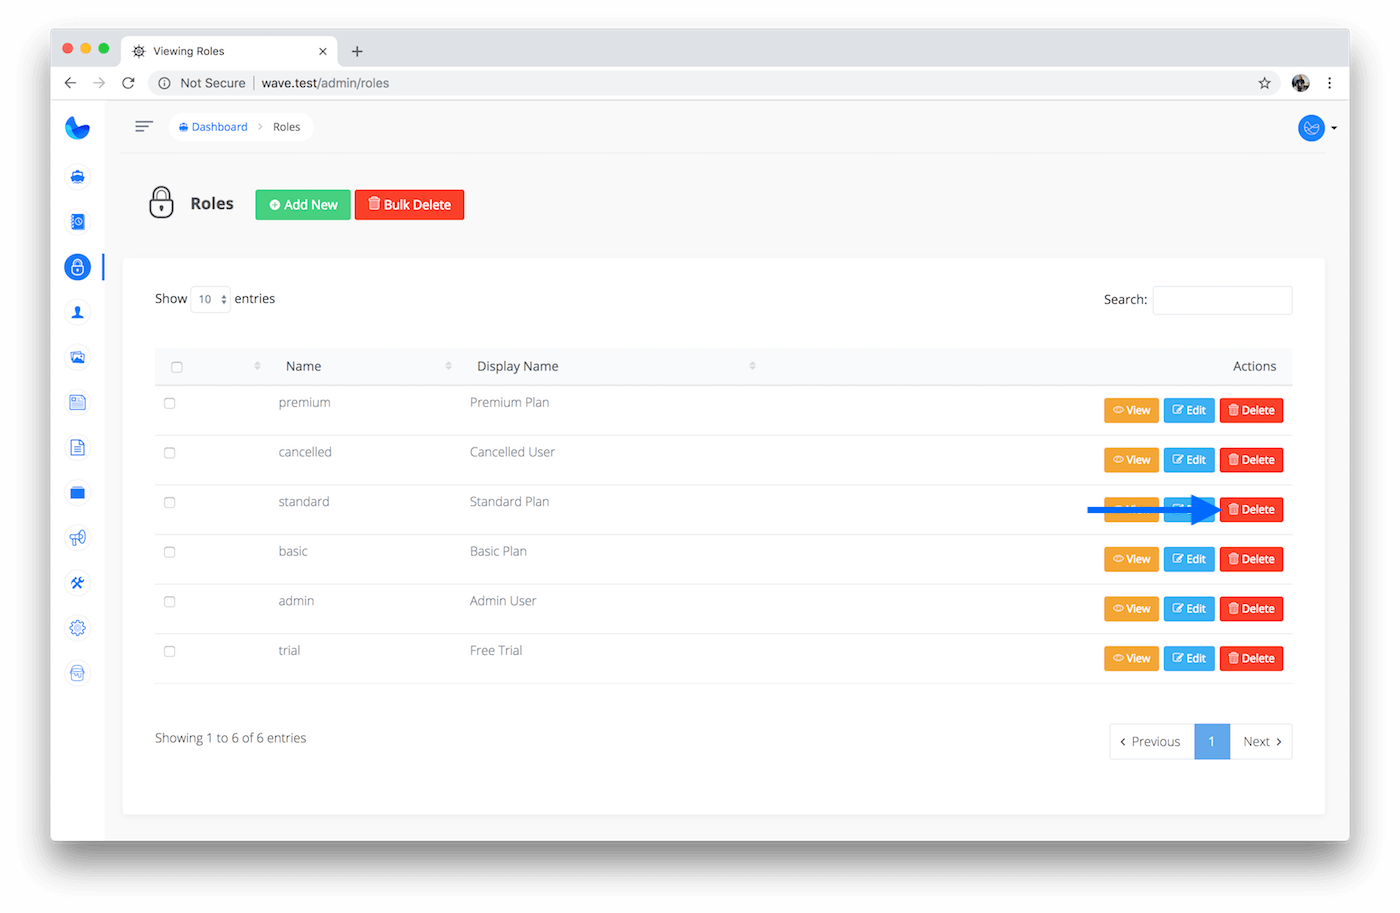 Viewing Roles
Not Secure wave.test/admin/roles
Dashboard Roles
Roles Add New Bulk Delete
Show 10 entries Search:
Name Display Name Actions
premium Premium Plan View Edit Delete
cancelled Cancelled User View Edit Delete
standard Standard Plan Delete
basic Basic Plan View Edit Delete
admin Admin User View Edit Delete
trial Free Trial View Edit Delete
Showing 1 to 6 of 6 entries Previous 1 Next